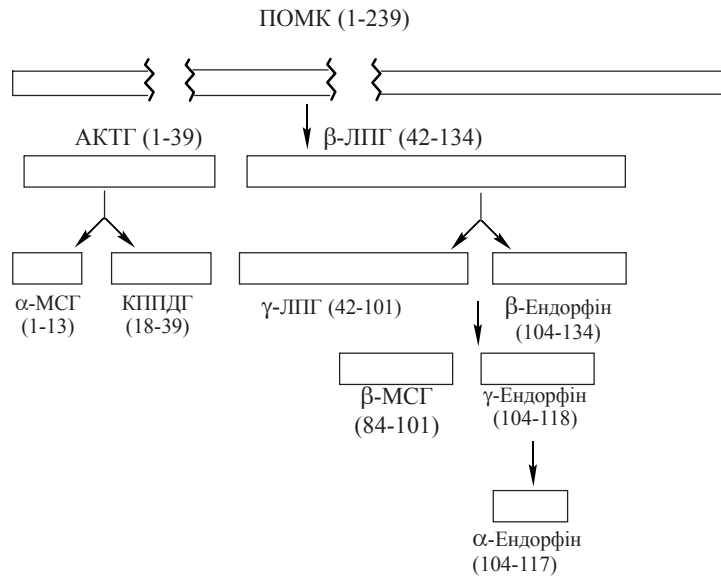 ПОМК (1-239)
АКТГ (1-39)
β-ЛПГ (42-134)
α-МСГ
(1-13)
КППДГ
(18-39)
γ-ЛПГ (42-101)
β-Ендорфін
(104-134)
β-МСГ
(84-101)
γ-Ендорфін
(104-118)
α-Ендорфін
(104-117)